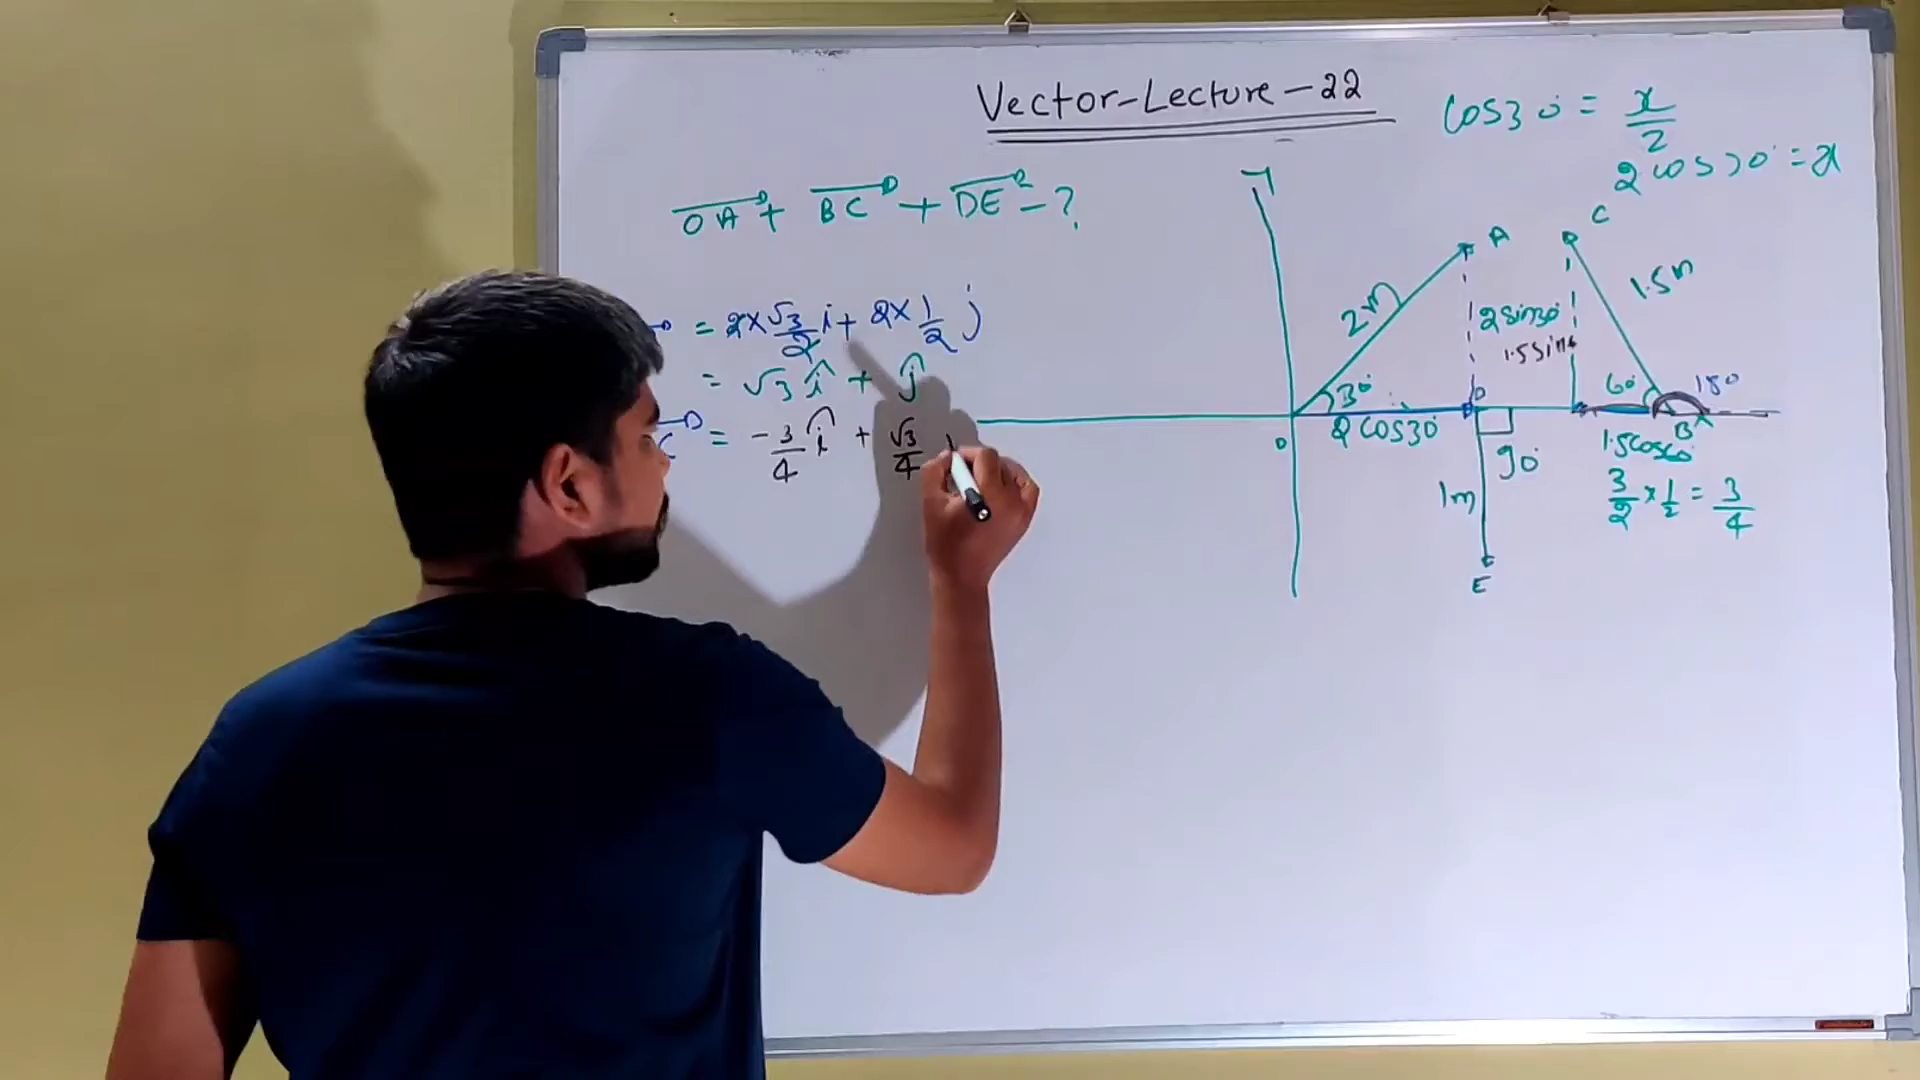 Vector-Lecture-22
cos30° = x/2
2cos30° = x
OA + BC + DE = ?
= 2×√3/2 i + 2×1/2 j
= √3 î + ĵ
C = -3/4 î + √3/4
A
C
2m
1.5m
2sin30°
1.5sin
30°
60°
180
D
O
2cos30°
B
1.5cos60°
90°
1m
3/2 × 1/2 = 3/4
E